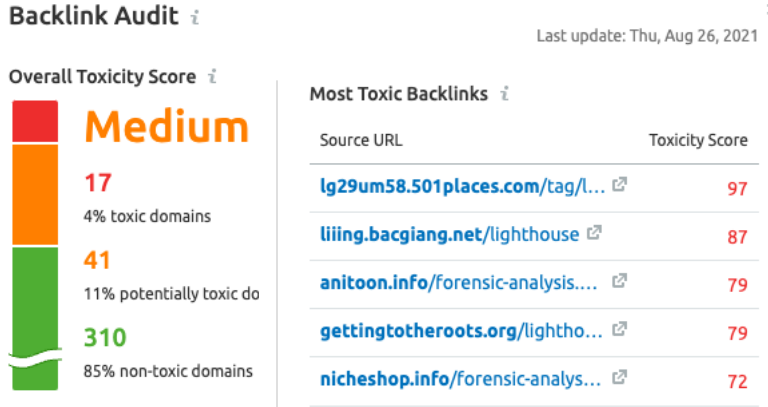 Backlink Audit i
Last update: Thu, Aug 26, 2021
Overall Toxicity Score i
Medium
17
4% toxic domains
41
11% potentially toxic do
310
85% non-toxic domains
Most Toxic Backlinks i
Source URL Toxicity Score
lg29um58.501places.com/tag/l... 97
liiing.bacgiang.net/lighthouse 87
anitoon.info/forensic-analysis.... 79
gettingtotheroots.org/lightho... 79
nicheshop.info/forensic-analys... 72